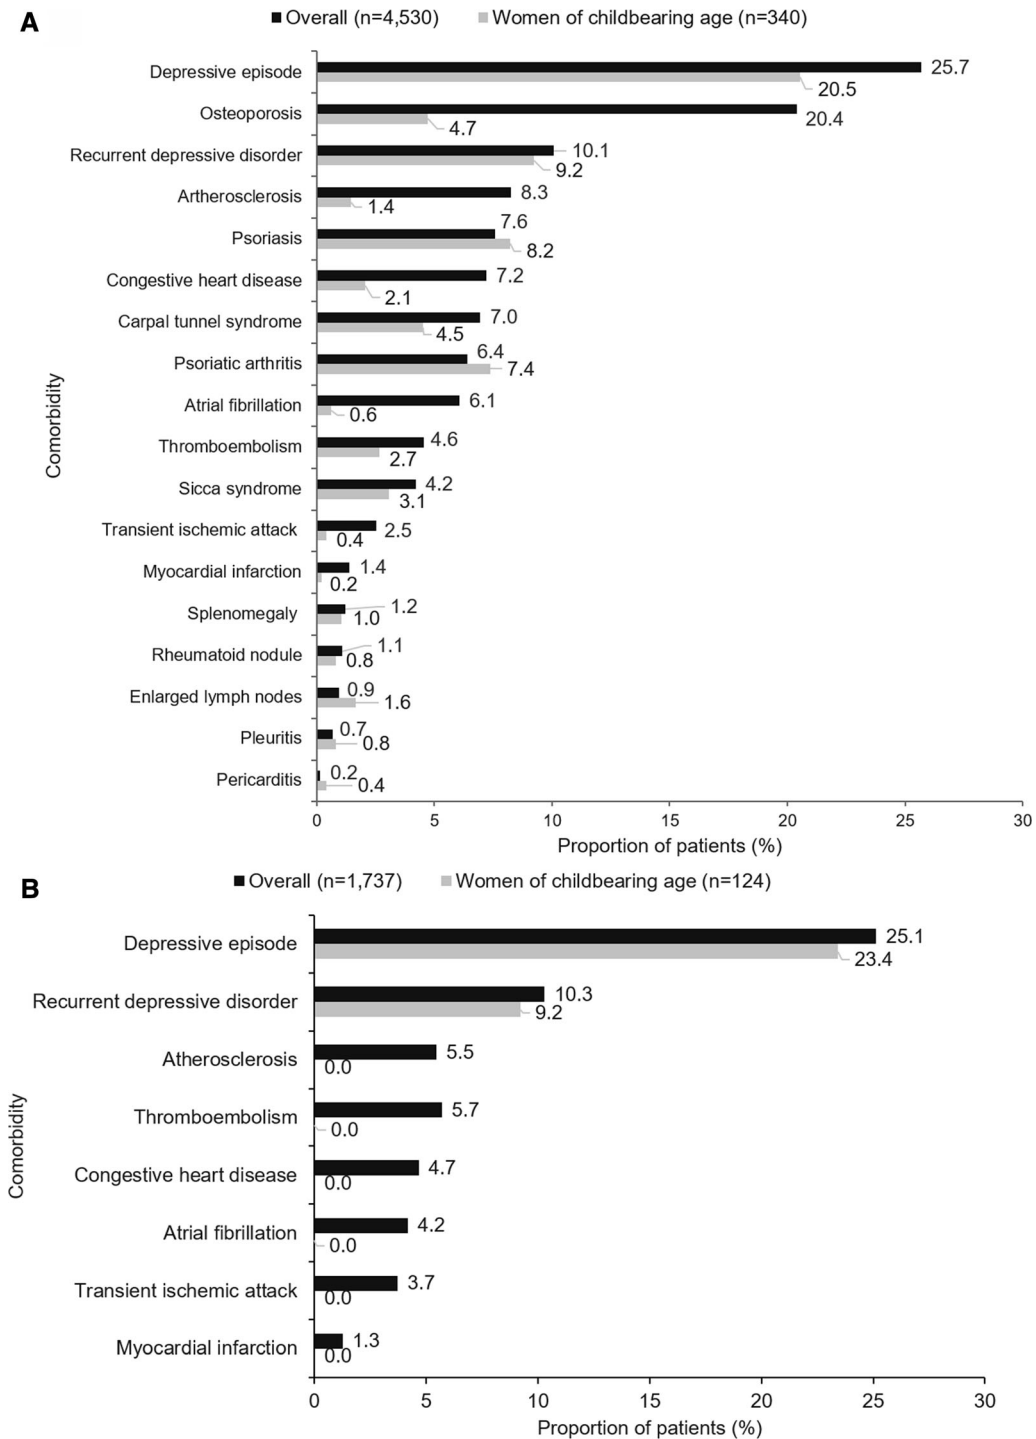 A
Overall (n=4,530) Women of childbearing age (n=340)
Depressive episode 25.7
20.5
Osteoporosis 20.4
4.7
Recurrent depressive disorder 10.1
9.2
Artherosclerosis 8.3
1.4
Psoriasis 7.6
8.2
Congestive heart disease 7.2
2.1
Carpal tunnel syndrome 7.0
4.5
Psoriatic arthritis 6.4
7.4
Atrial fibrillation 6.1
0.6
Thromboembolism 4.6
2.7
Sicca syndrome 4.2
3.1
Transient ischemic attack 2.5
0.4
Myocardial infarction 1.4
0.2
Splenomegaly 1.2
1.0
Rheumatoid nodule 1.1
0.8
Enlarged lymph nodes 0.9
1.6
Pleuritis 0.7
0.8
Pericarditis 0.2
0.4
Comorbidity
0 5 10 15 20 25 30
Proportion of patients (%)
B
Overall (n=1,737) Women of childbearing age (n=124)
Depressive episode 25.1
23.4
Recurrent depressive disorder 10.3
9.2
Atherosclerosis 5.5
0.0
Thromboembolism 5.7
0.0
Congestive heart disease 4.7
0.0
Atrial fibrillation 4.2
0.0
Transient ischemic attack 3.7
0.0
Myocardial infarction 1.3
0.0
Comorbidity
0 5 10 15 20 25 30
Proportion of patients (%)